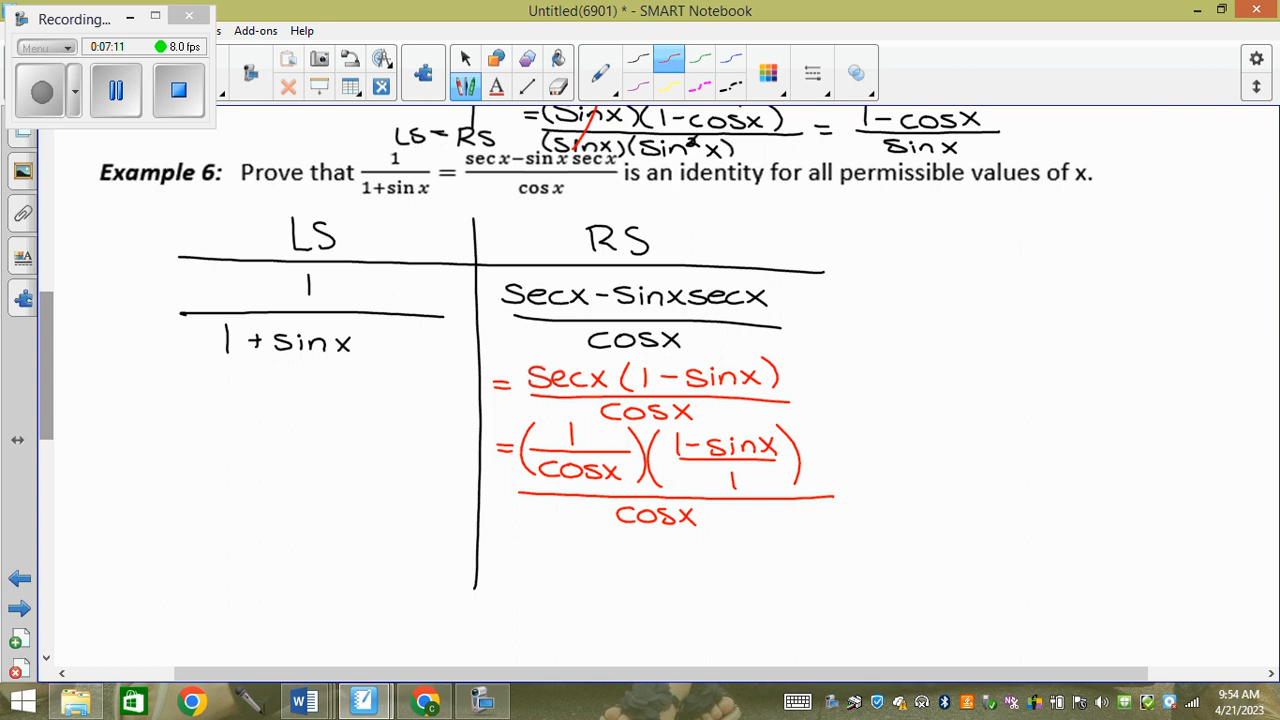 Untitled(6901) * - SMART Notebook
Recording...
Menu 0:07:11 8.0 fps
Add-ons Help
A
= (sinx)(1-cosx) / (sinx)(sin²x) = 1-cosx / sinx
LS = RS
Example 6: Prove that 1 / 1+sin x = sec x−sin x sec x / cos x is an identity for all permissible values of x.
LS RS
1 / 1 + sinx
secx - sinxsecx / cosx
= secx (1 - sinx) / cosx
= (1 / cosx)(1-sinx / 1) / cosx
9:54 AM
4/21/2023